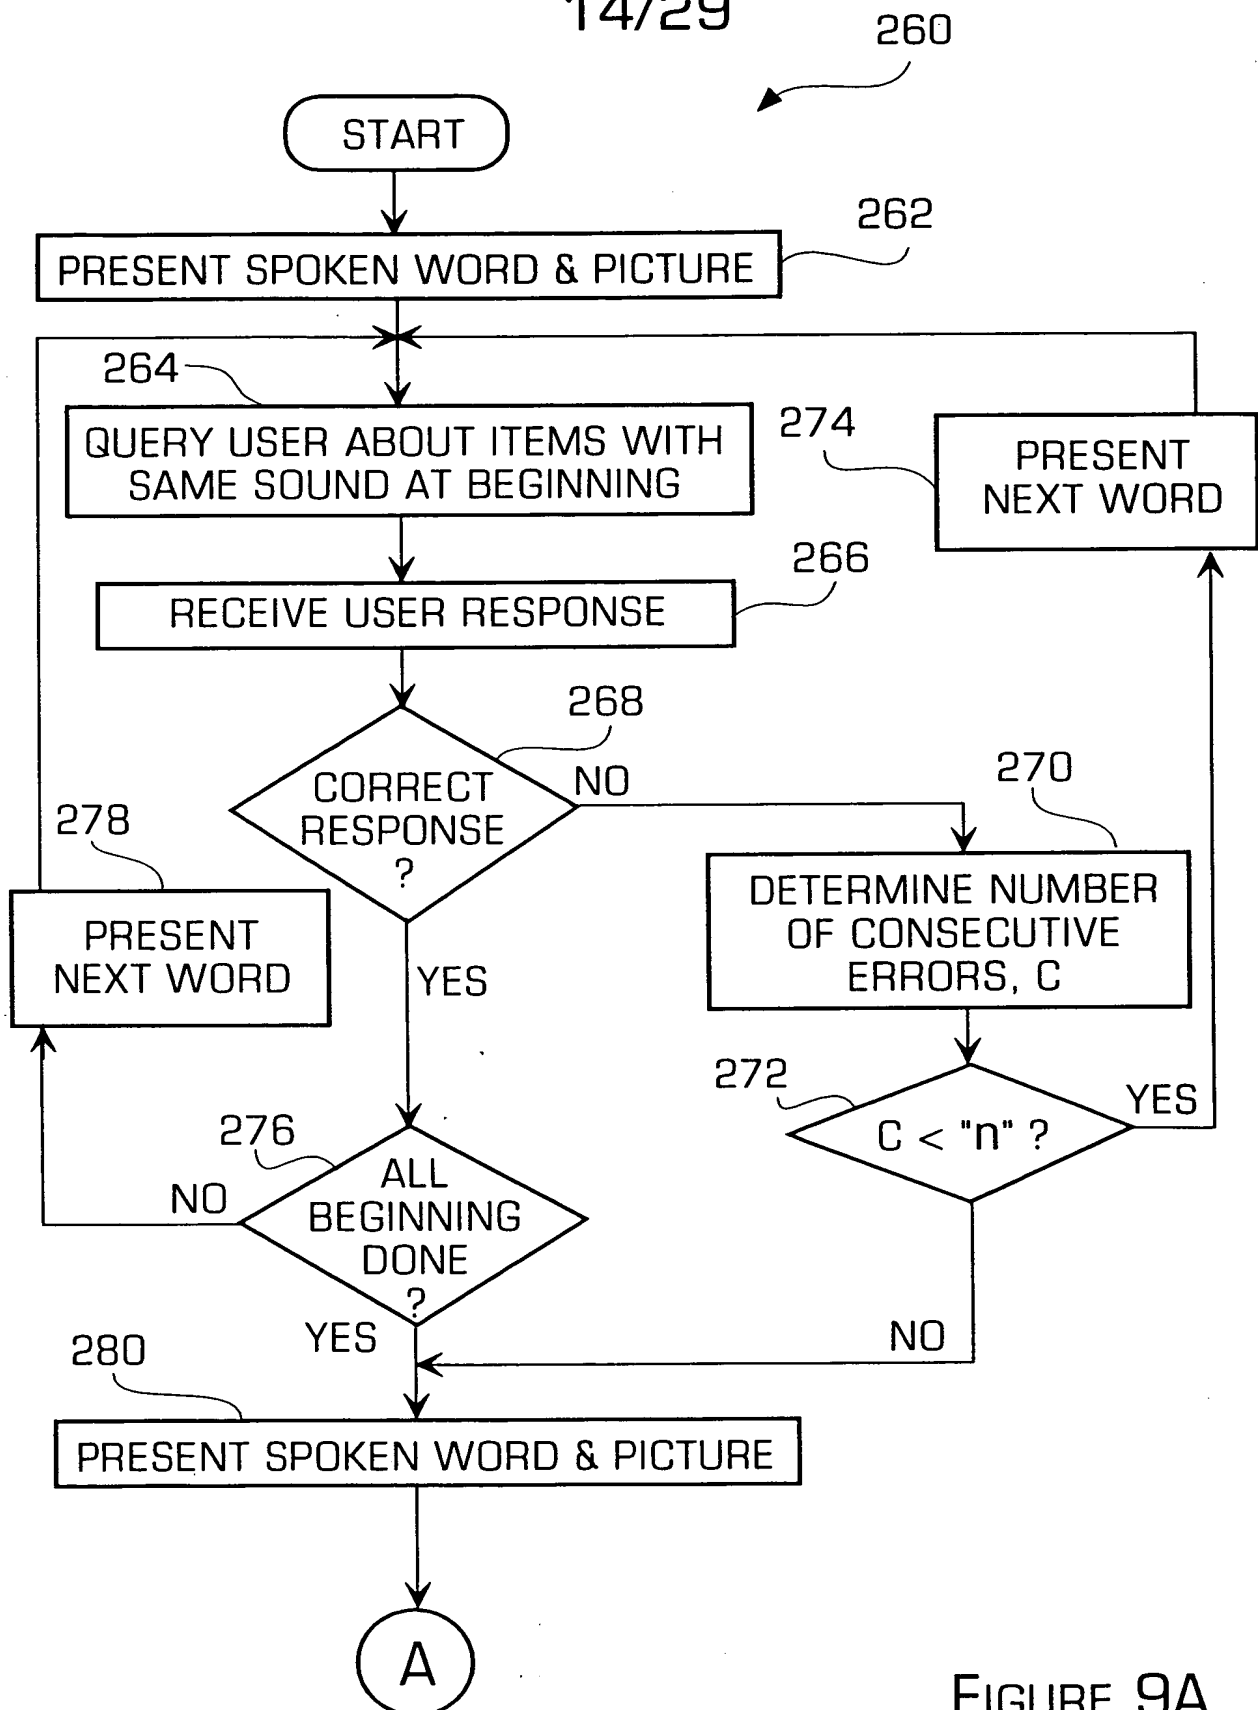 14/29
260
START
262
PRESENT SPOKEN WORD & PICTURE
264
QUERY USER ABOUT ITEMS WITH
SAME SOUND AT BEGINNING
274
PRESENT
NEXT WORD
266
RECEIVE USER RESPONSE
268
CORRECT
RESPONSE
?
NO
270
278
PRESENT
NEXT WORD
DETERMINE NUMBER
OF CONSECUTIVE
ERRORS, C
YES
272
C < "n" ?
YES
276
ALL
BEGINNING
DONE
?
NO
YES
NO
280
PRESENT SPOKEN WORD & PICTURE
A
FIGURE 9A